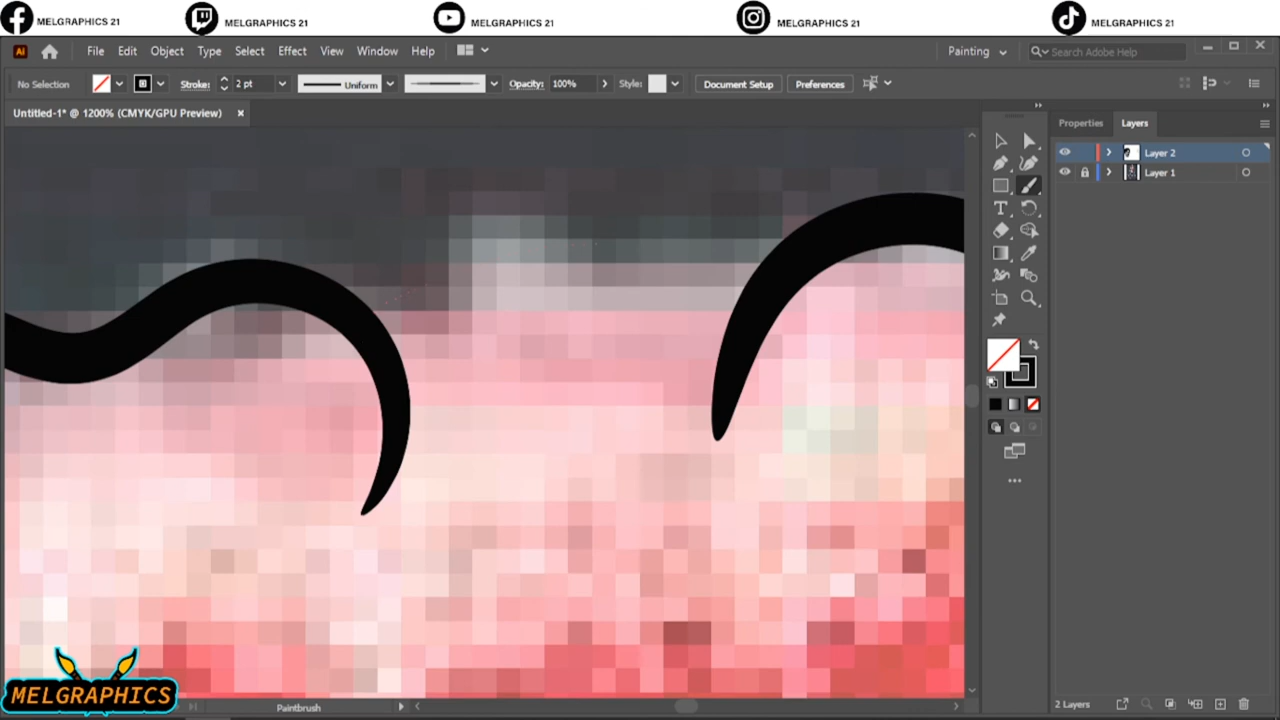 MELGRAPHICS 21
MELGRAPHICS 21
MELGRAPHICS 21
MELGRAPHICS 21
MELGRAPHICS 21
Ai File Edit Object Type Select Effect View Window Help Painting Search Adobe Help
No Selection Stroke: 2 pt Uniform Opacity: 100% Style: Document Setup Preferences
Untitled-1* @ 1200% (CMYK/GPU Preview)
Properties Layers
Layer 2
Layer 1
MELGRAPHICS
Paintbrush
2 Layers